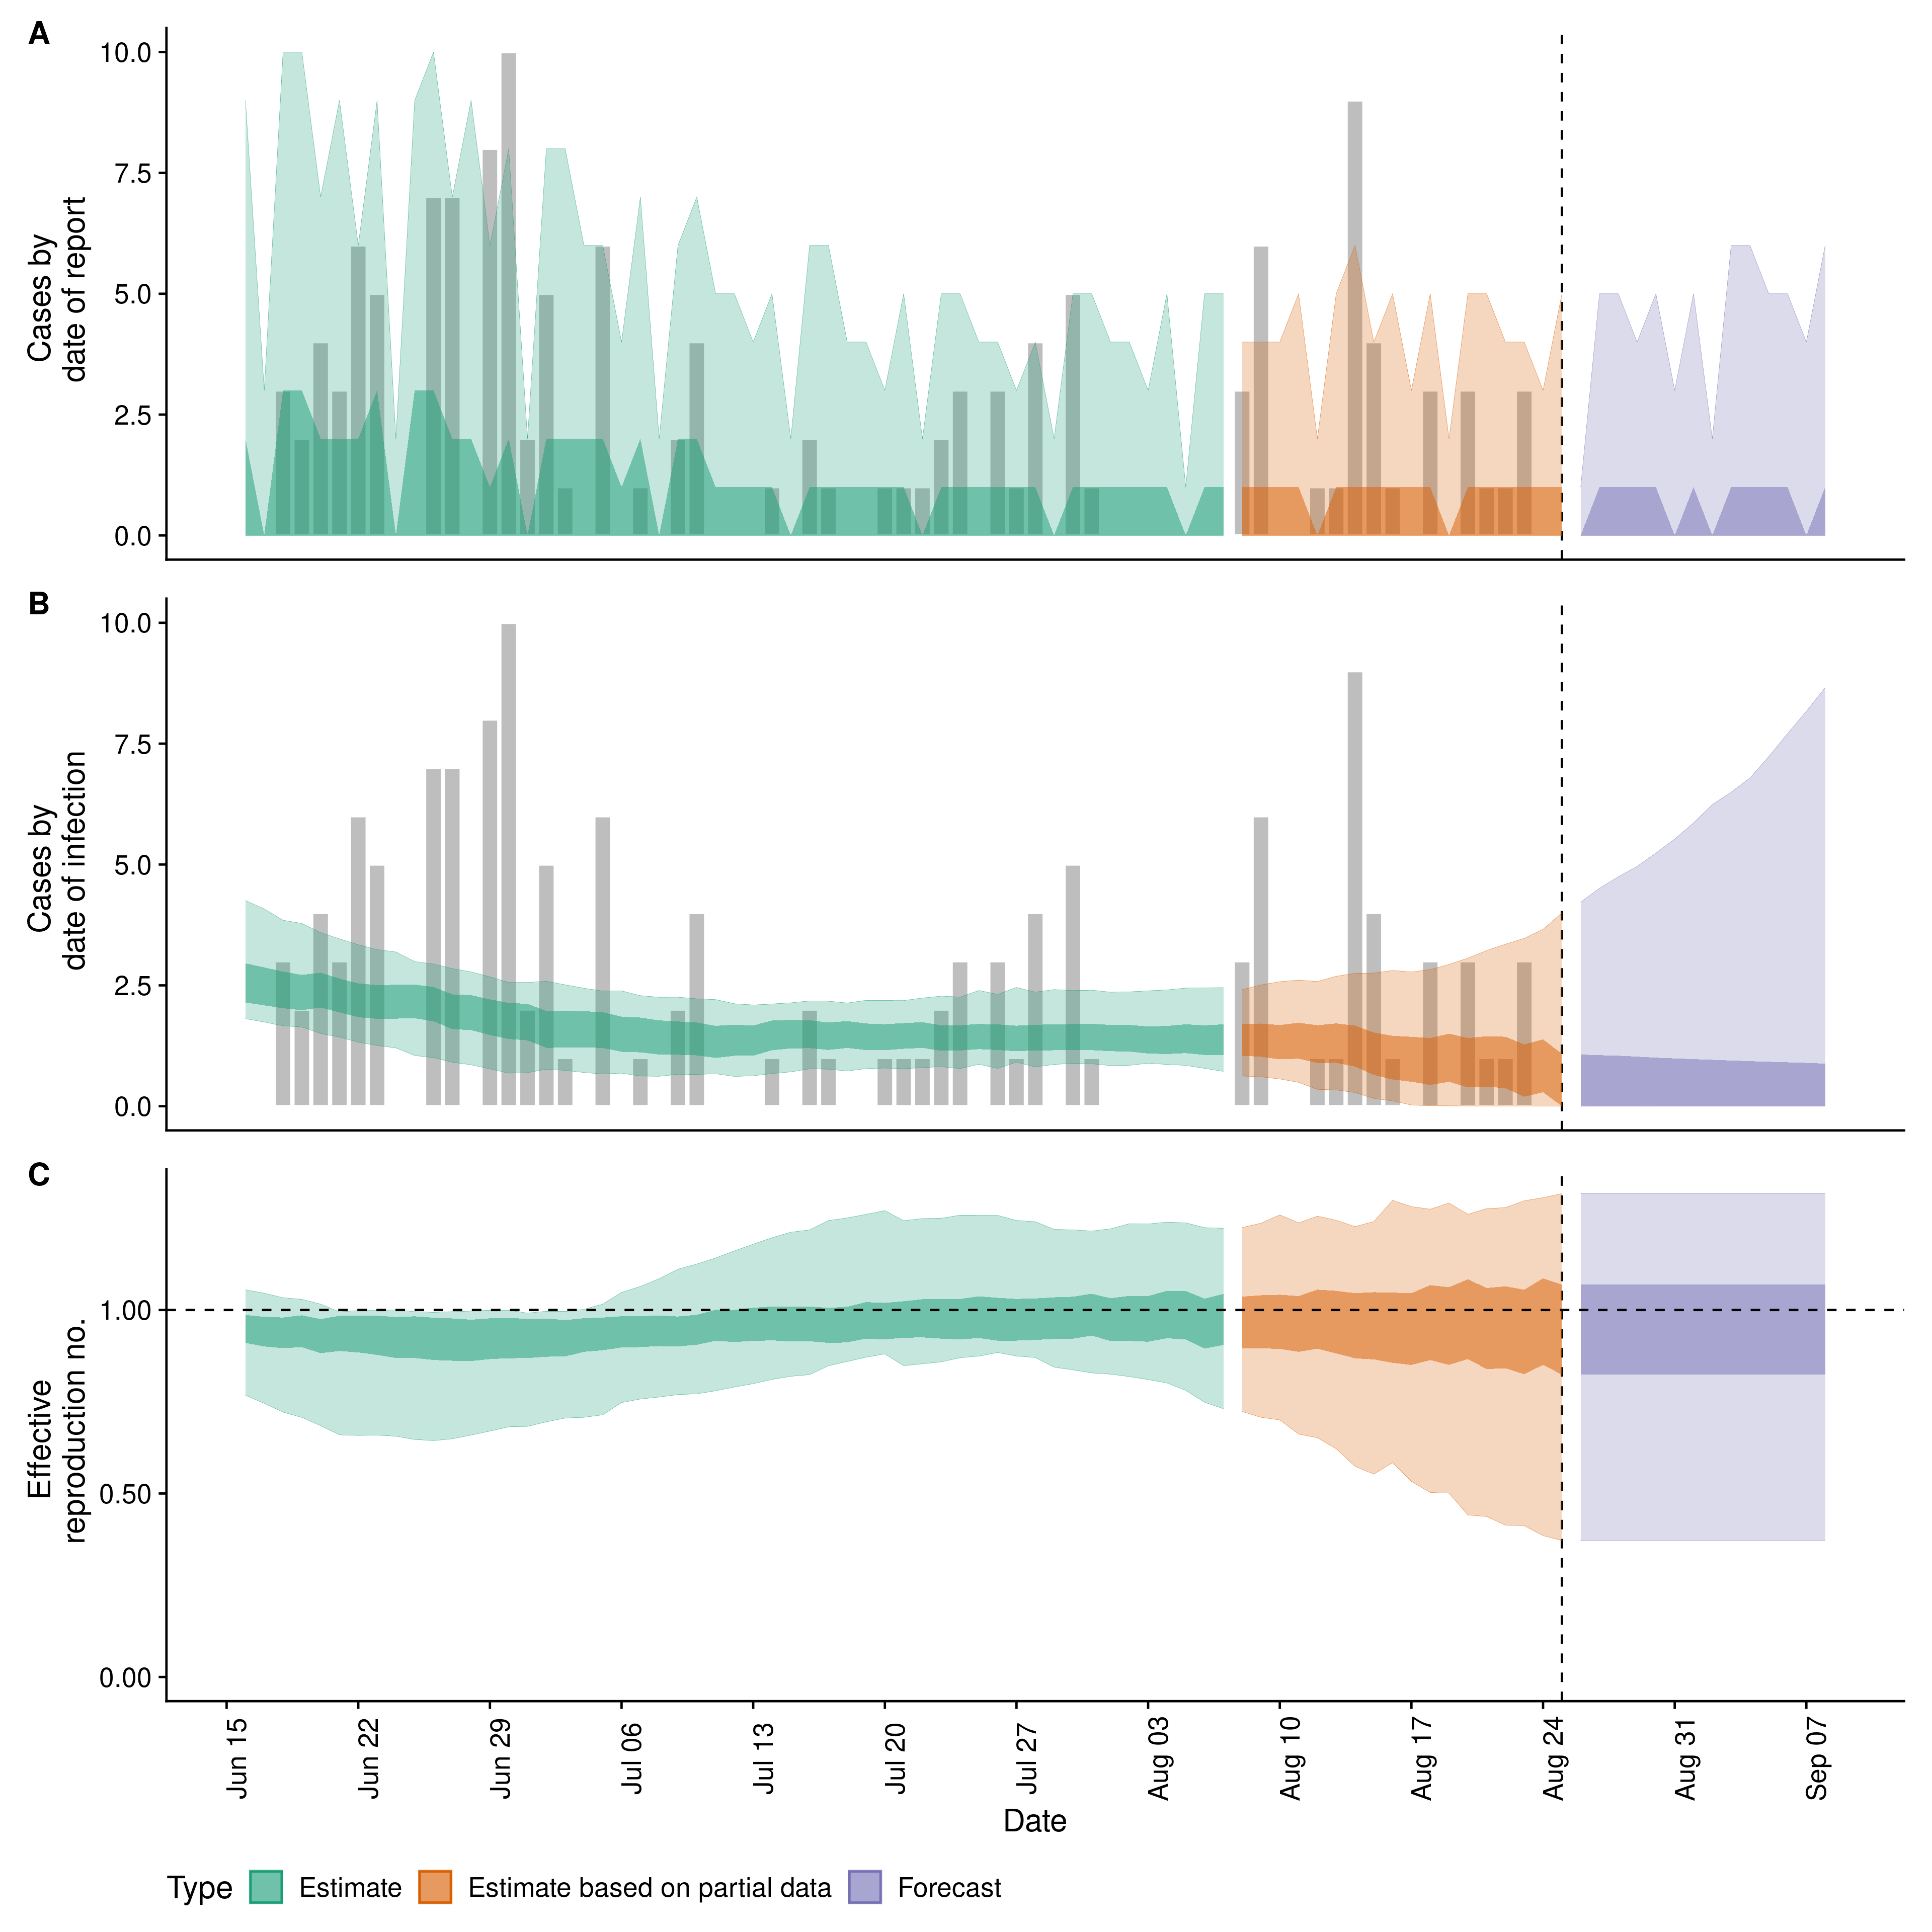 A
10.0
7.5
5.0
2.5
0.0
Cases by
date of report
B
10.0
7.5
5.0
2.5
0.0
Cases by
date of infection
C
1.00
0.50
0.00
Effective
reproduction no.
Jun 15
Jun 22
Jun 29
Jul 06
Jul 13
Jul 20
Jul 27
Aug 03
Aug 10
Aug 17
Aug 24
Aug 31
Sep 07
Date
Type Estimate Estimate based on partial data Forecast